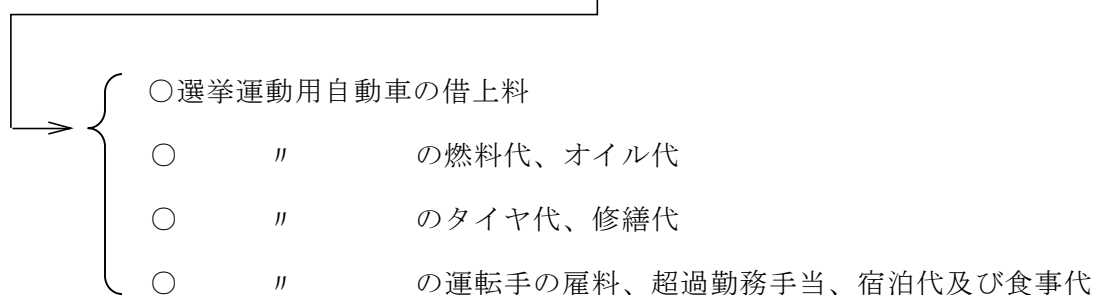 ○選挙運動用自動車の借上料
○　　〃　　の燃料代、オイル代
○　　〃　　のタイヤ代、修繕代
○　　〃　　の運転手の雇料、超過勤務手当、宿泊代及び食事代